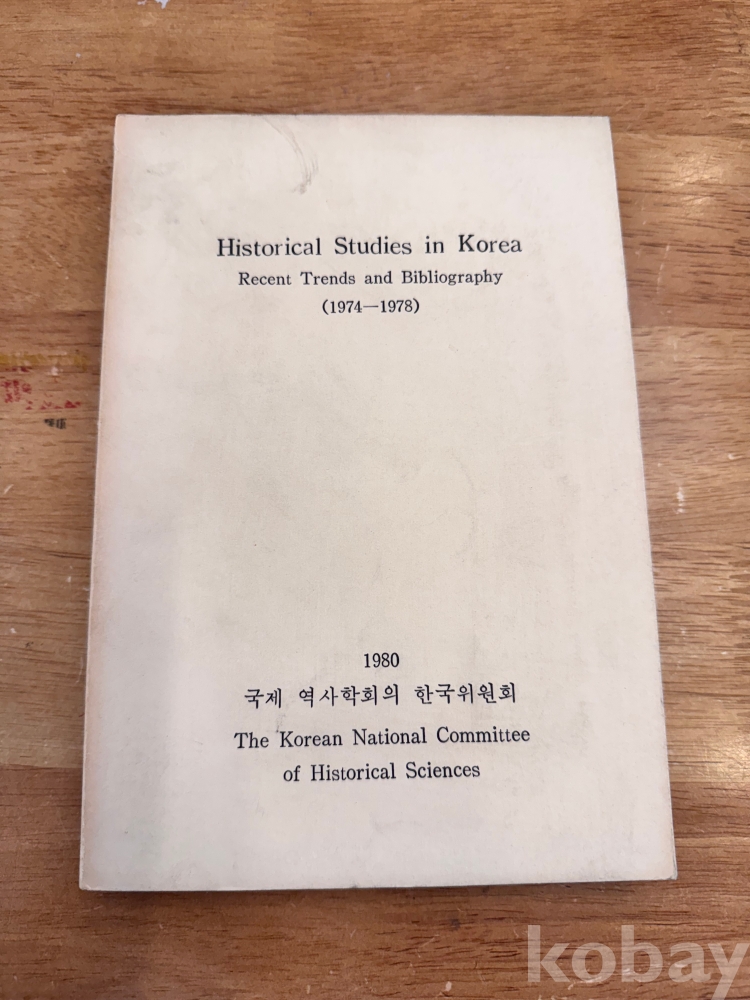 Historical Studies in Korea
Recent Trends and Bibliography
(1974—1978)
1980
국제 역사학회의 한국위원회
The Korean National Committee
of Historical Sciences
kobay